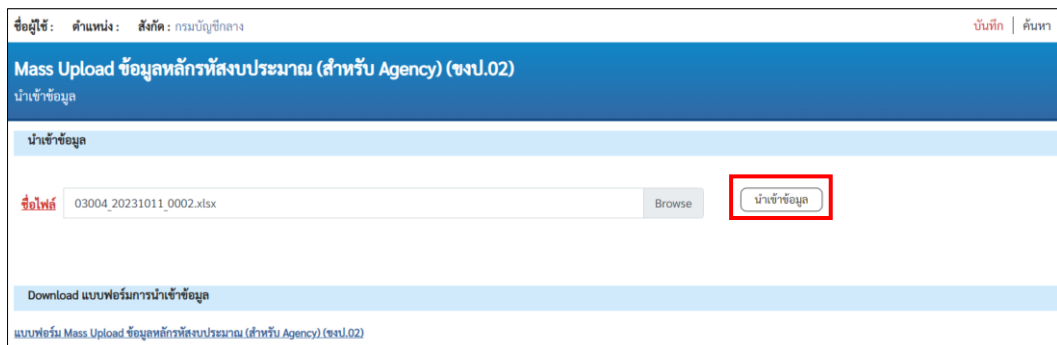 ชื่อผู้ใช้ : ตำแหน่ง : สังกัด : กรมบัญชีกลาง บันทึก | ค้นหา
Mass Upload ข้อมูลหลักรหัสงบประมาณ (สำหรับ Agency) (ขงป.02)
นำเข้าข้อมูล
นำเข้าข้อมูล
ชื่อไฟล์ 03004_20231011_0002.xlsx Browse นำเข้าข้อมูล
Download แบบฟอร์มการนำเข้าข้อมูล
แบบฟอร์ม Mass Upload ข้อมูลหลักรหัสงบประมาณ (สำหรับ Agency) (ขงป.02)